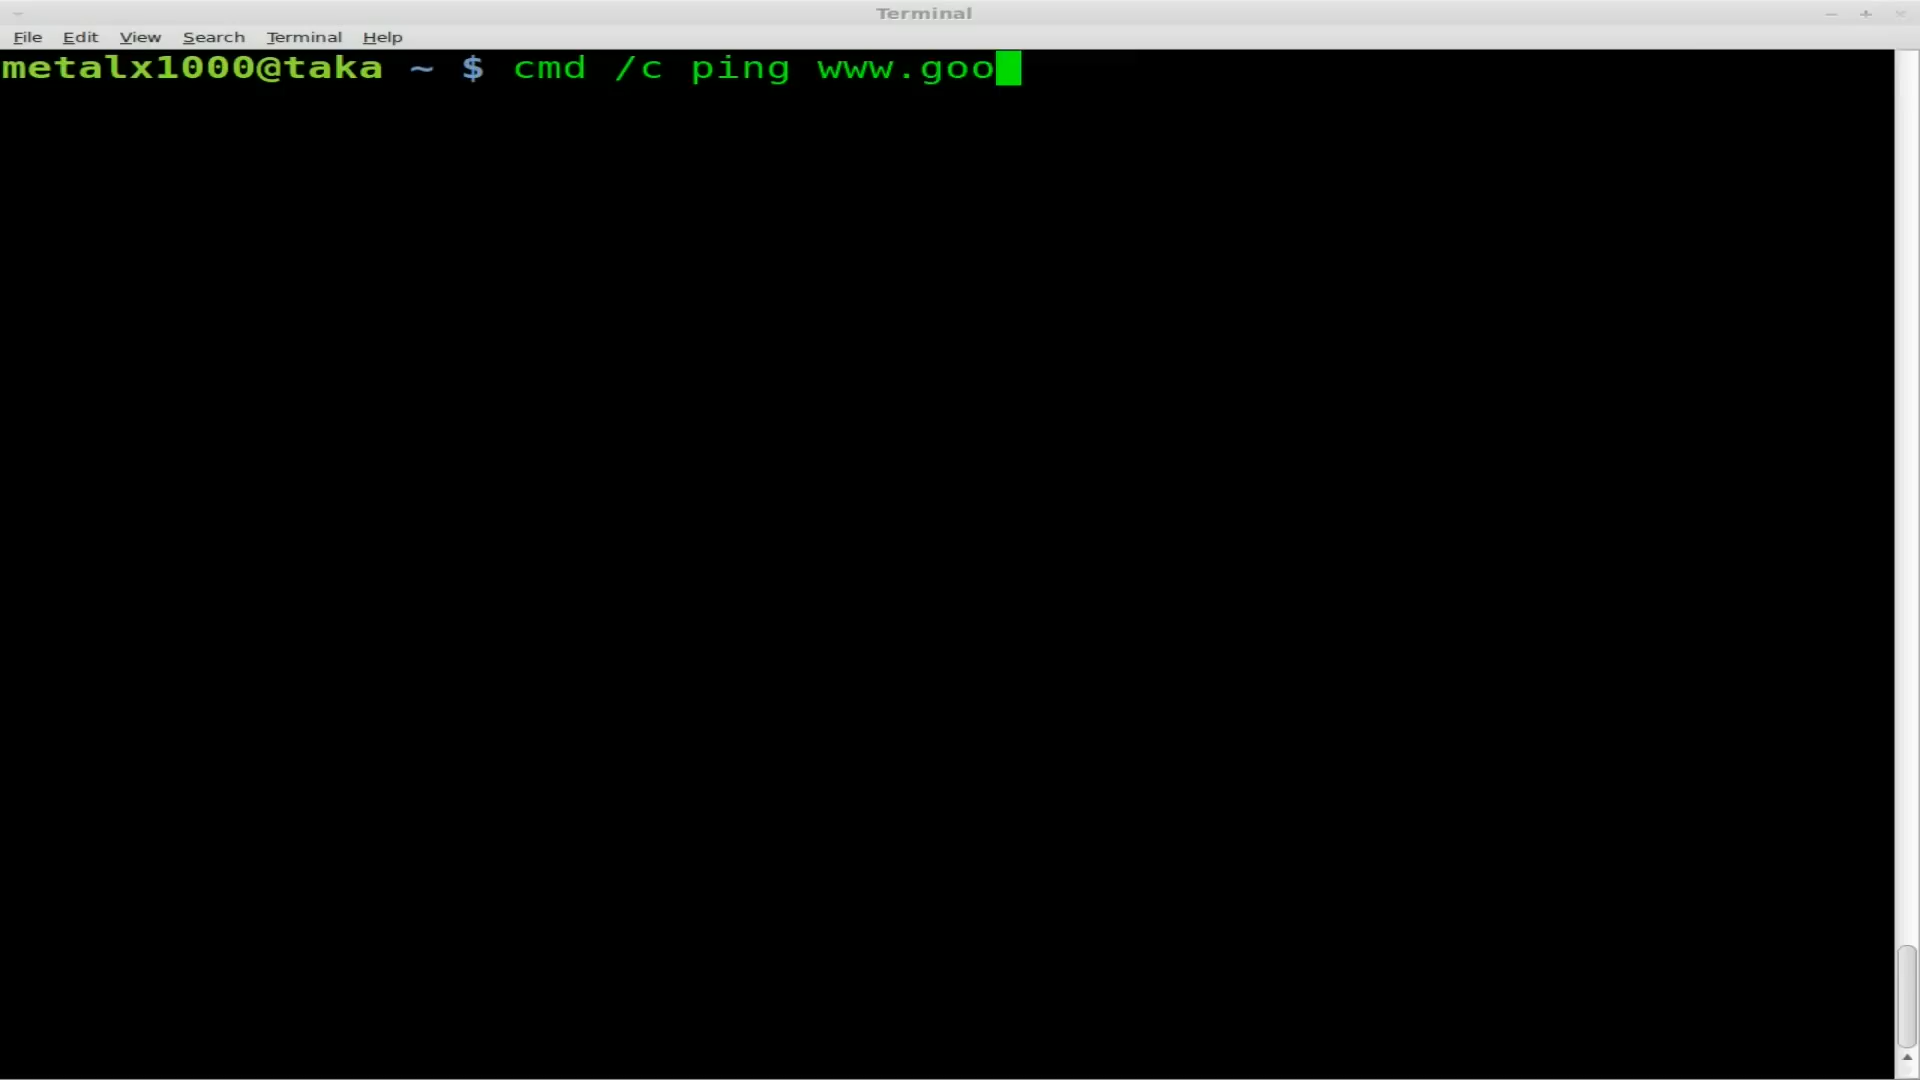 Terminal
File Edit View Search Terminal Help
metalx1000@taka ~ $ cmd /c ping www.goo